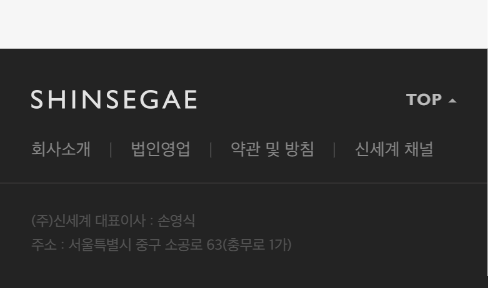 SHINSEGAE
TOP
회사소개 | 법인영업 | 약관 및 방침 | 신세계 채널
(주)신세계 대표이사 : 손영식
주소 : 서울특별시 중구 소공로 63(충무로 1가)